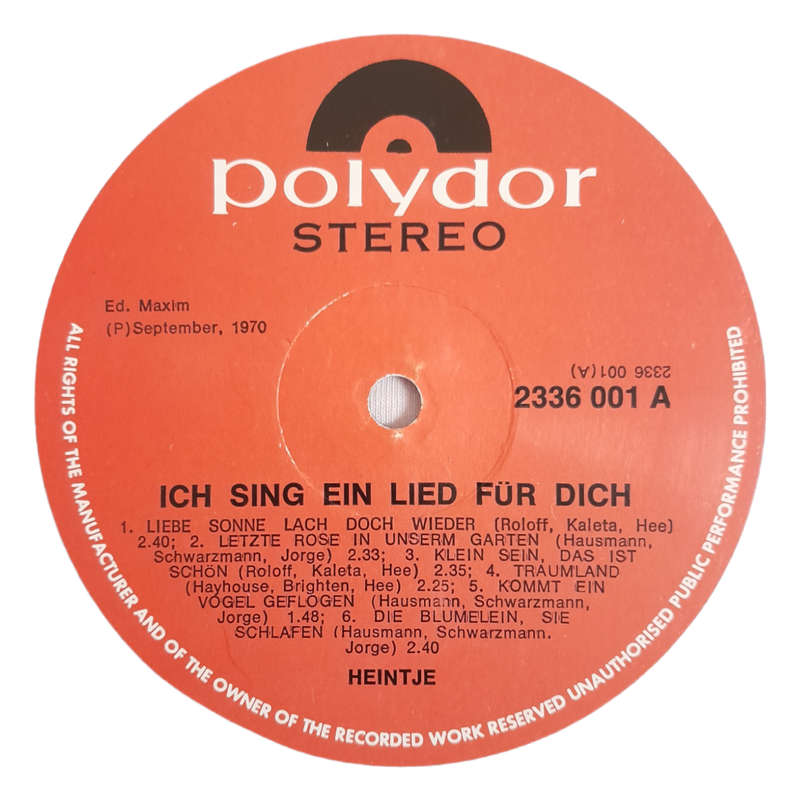 polydor
STEREO
Ed. Maxim
(P)September, 1970
2336 001(A)
2336 001 A
ICH SING EIN LIED FÜR DICH
1. LIEBE SONNE LACH DOCH WIEDER (Roloff, Kaleta, Hee)
2.40; 2. LETZTE ROSE IN UNSERM GARTEN (Hausmann,
Schwarzmann, Jorge) 2.33; 3. KLEIN SEIN, DAS IST
SCHÖN (Roloff, Kaleta, Hee) 2.35; 4. TRAUMLAND
(Hayhouse, Brighten, Hee) 2.25; 5. KOMMT EIN
VOGEL GEFLOGEN (Hausmann, Schwarzmann,
Jorge) 1.48; 6. DIE BLUMELEIN, SIE
SCHLAFEN (Hausmann, Schwarzmann.
Jorge) 2.40
HEINTJE
ALL RIGHTS OF THE MANUFACTURER AND OF THE OWNER OF THE RECORDED WORK RESERVED UNAUTHORISED PUBLIC PERFORMANCE PROHIBITED